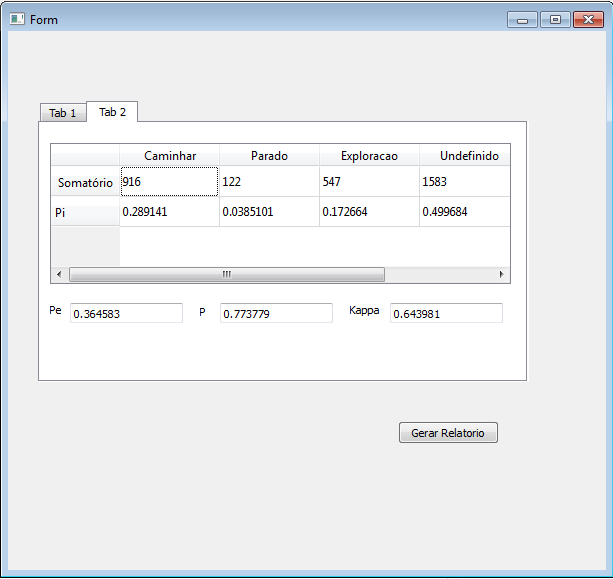 Form
Tab 1 Tab 2
Caminhar Parado Exploracao Undefinido
Somatório 916 122 547 1583
Pi 0.289141 0.0385101 0.172664 0.499684
Pe 0.364583 P 0.773779 Kappa 0.643981
Gerar Relatorio